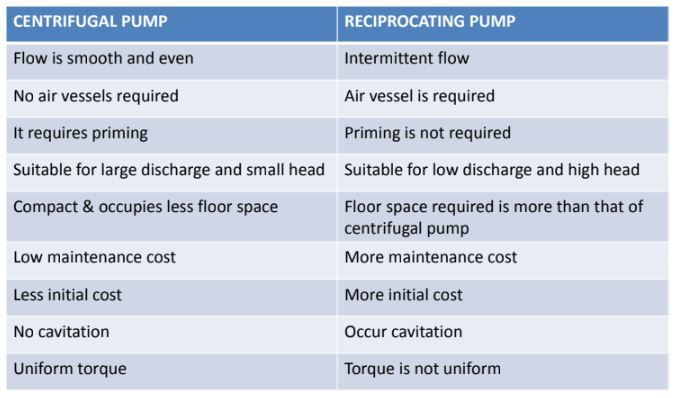 CENTRIFUGAL PUMP RECIPROCATING PUMP
Flow is smooth and even Intermittent flow
No air vessels required Air vessel is required
It requires priming Priming is not required
Suitable for large discharge and small head Suitable for low discharge and high head
Compact & occupies less floor space Floor space required is more than that of
centrifugal pump
Low maintenance cost More maintenance cost
Less initial cost More initial cost
No cavitation Occur cavitation
Uniform torque Torque is not uniform